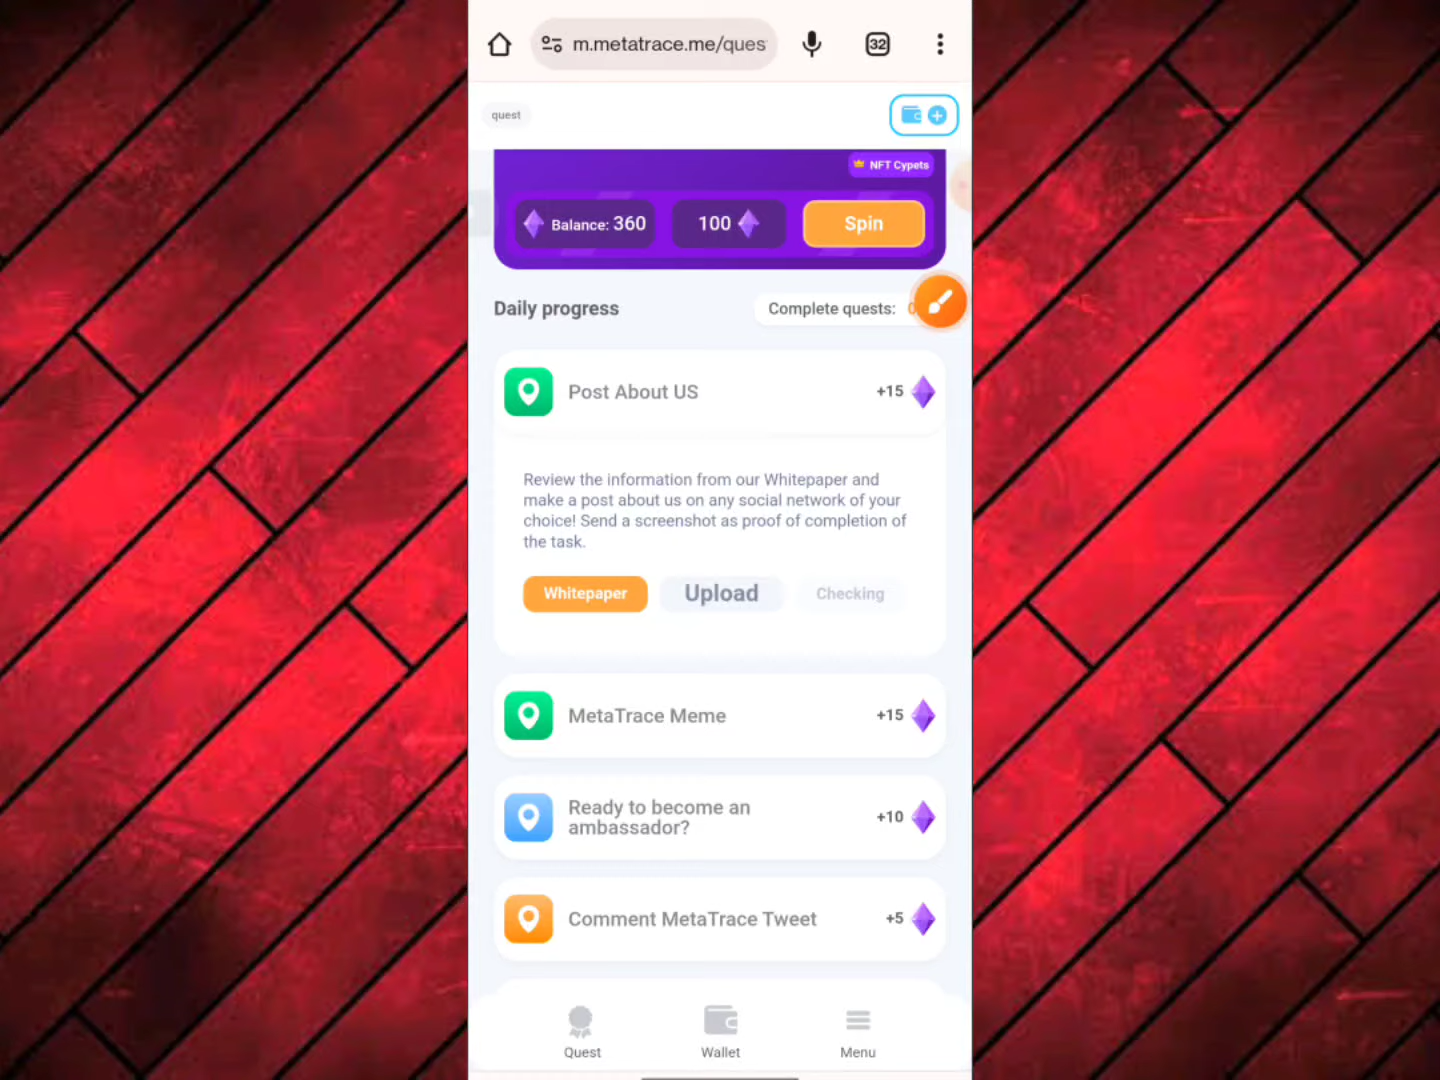 m.metatrace.me/ques
32
quest
NFT Cypets
Balance: 360
100
Spin
Daily progress
Complete quests:
Post About US
+15
Review the information from our Whitepaper and
make a post about us on any social network of your
choice! Send a screenshot as proof of completion of
the task.
Whitepaper
Upload
Checking
MetaTrace Meme
+15
Ready to become an
ambassador?
+10
Comment MetaTrace Tweet
+5
Quest
Wallet
Menu